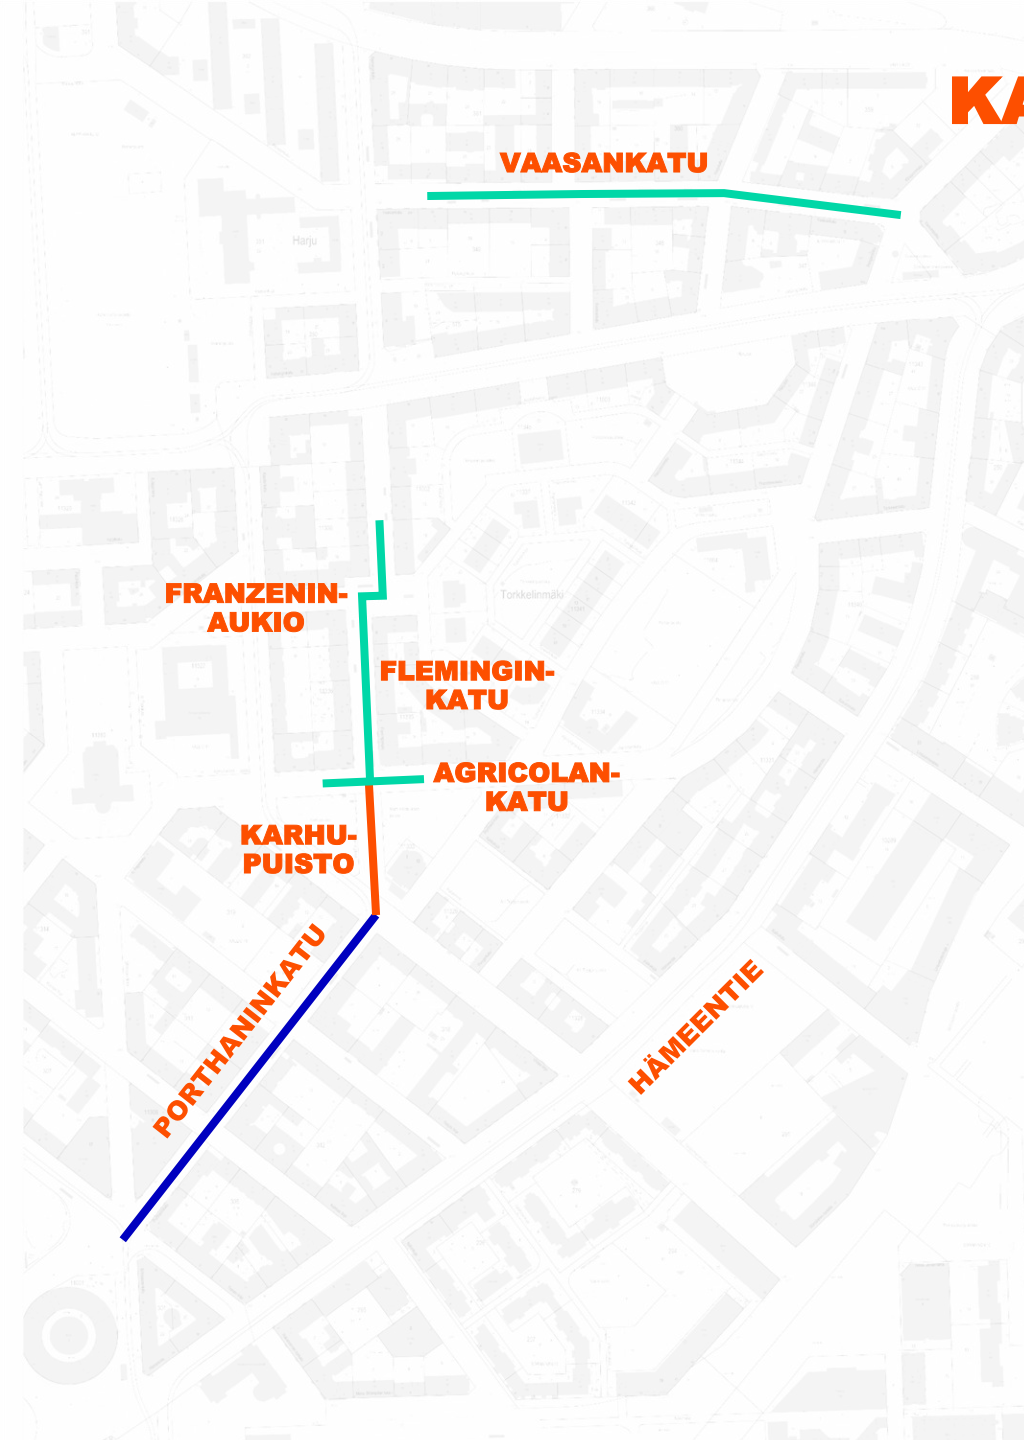 KA
VAASANKATU
Harju
FRANZENIN-
AUKIO
Torkkelinmäki
FLEMINGIN-
KATU
AGRICOLAN-
KATU
KARHU-
PUISTO
PORTHANINKATU
HÄMEENTIE